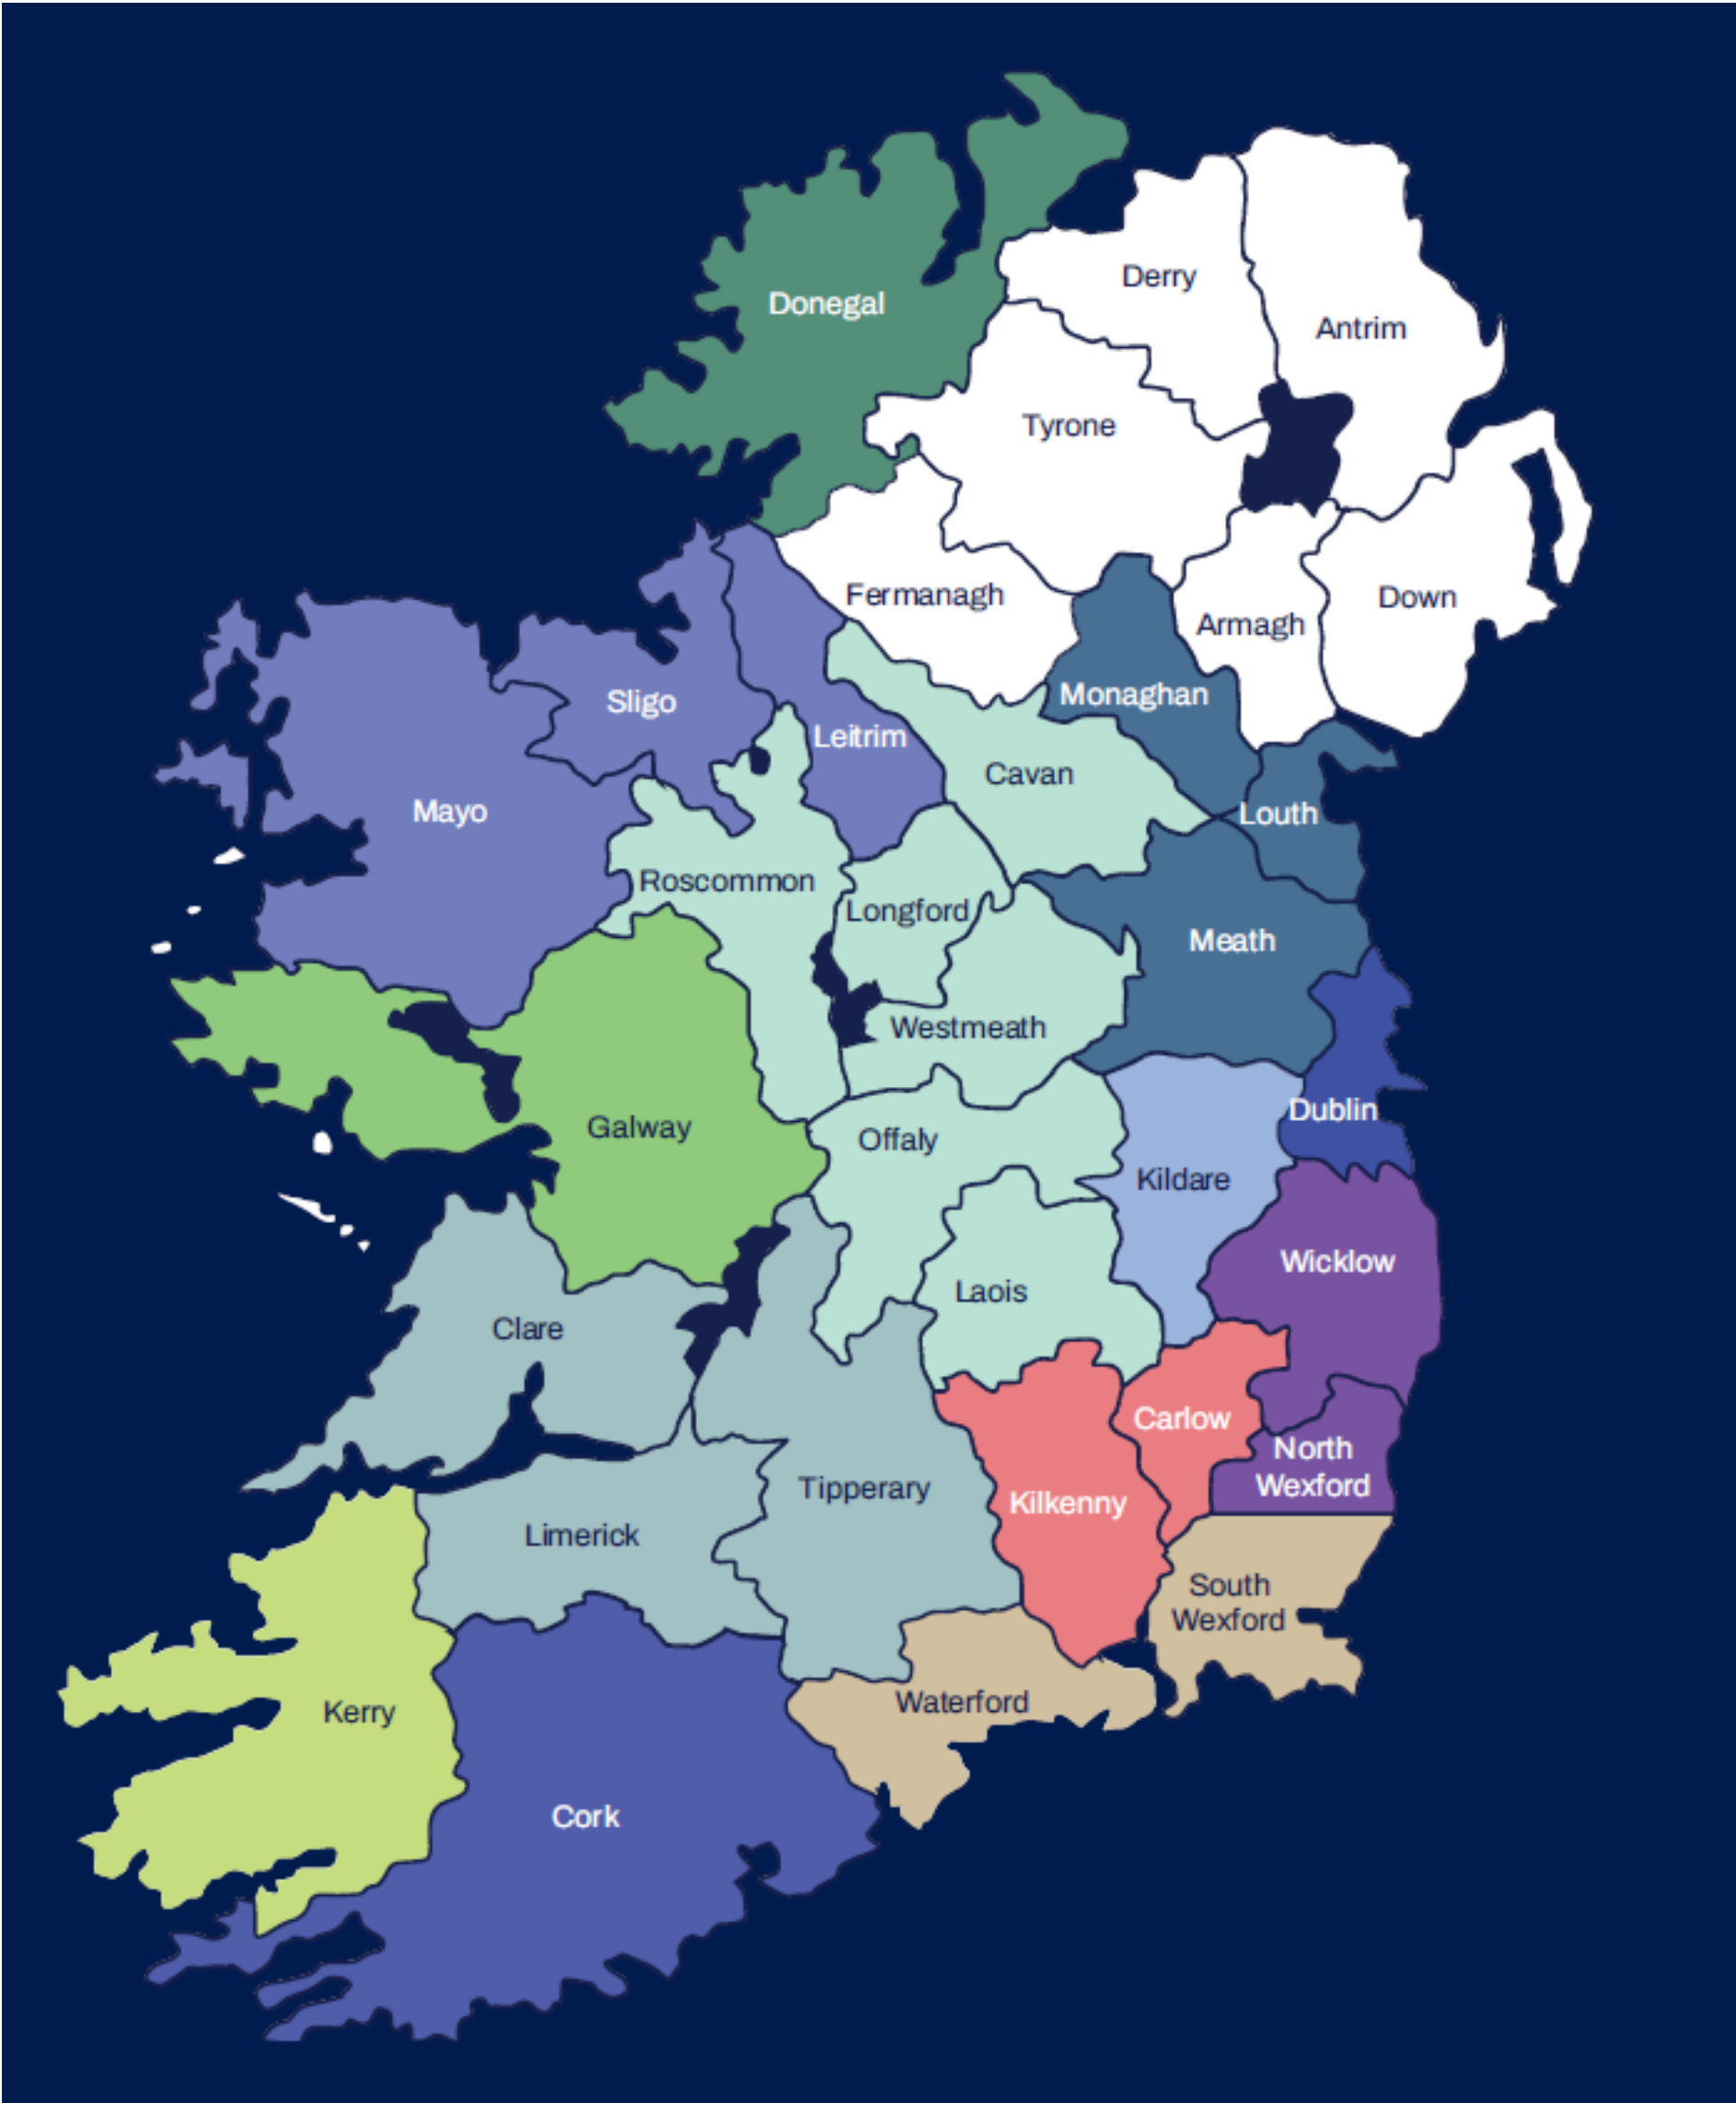 Derry
Donegal
Antrim
Tyrone
Fermanagh
Down
Armagh
Monaghan
Sligo
Leitrim
Cavan
Mayo
Louth
Roscommon
Longford
Meath
Westmeath
Dublin
Galway
Offaly
Kildare
Wicklow
Laois
Clare
Carlow
North
Wexford
Tipperary
Kilkenny
Limerick
South
Wexford
Waterford
Kerry
Cork